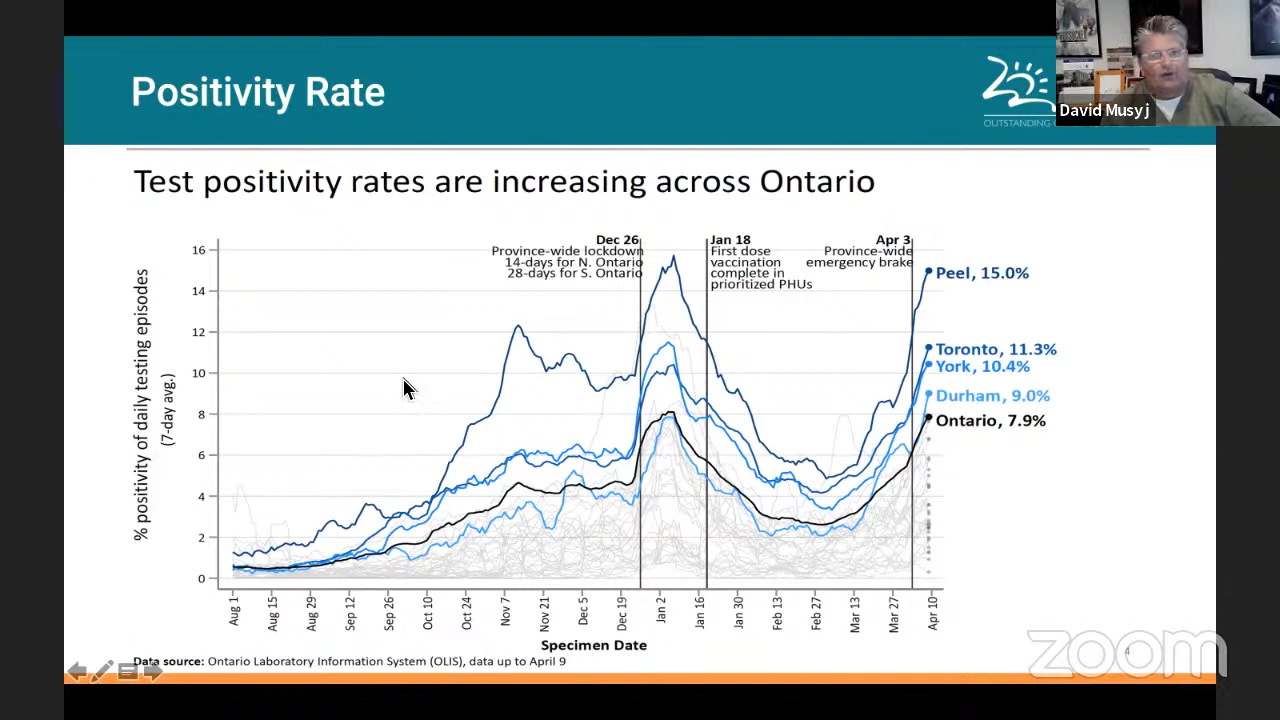 Positivity Rate
OUTSTANDING
David Musyj
Test positivity rates are increasing across Ontario
% positivity of daily testing episodes
(7-day avg.)
16
14
12
10
8
6
4
2
0
Dec 26
Province-wide lockdown
14-days for N. Ontario
28-days for S. Ontario
Jan 18
First dose
vaccination
complete in
prioritized PHUs
Apr 3
Province-wide
emergency brake
Peel, 15.0%
Toronto, 11.3%
York, 10.4%
Durham, 9.0%
Ontario, 7.9%
Aug 1
Aug 15
Aug 29
Sep 12
Sep 26
Oct 10
Oct 24
Nov 7
Nov 21
Dec 5
Dec 19
Jan 2
Jan 16
Jan 30
Feb 13
Feb 27
Mar 13
Mar 27
Apr 10
Specimen Date
Data source: Ontario Laboratory Information System (OLIS), data up to April 9
4
zoom